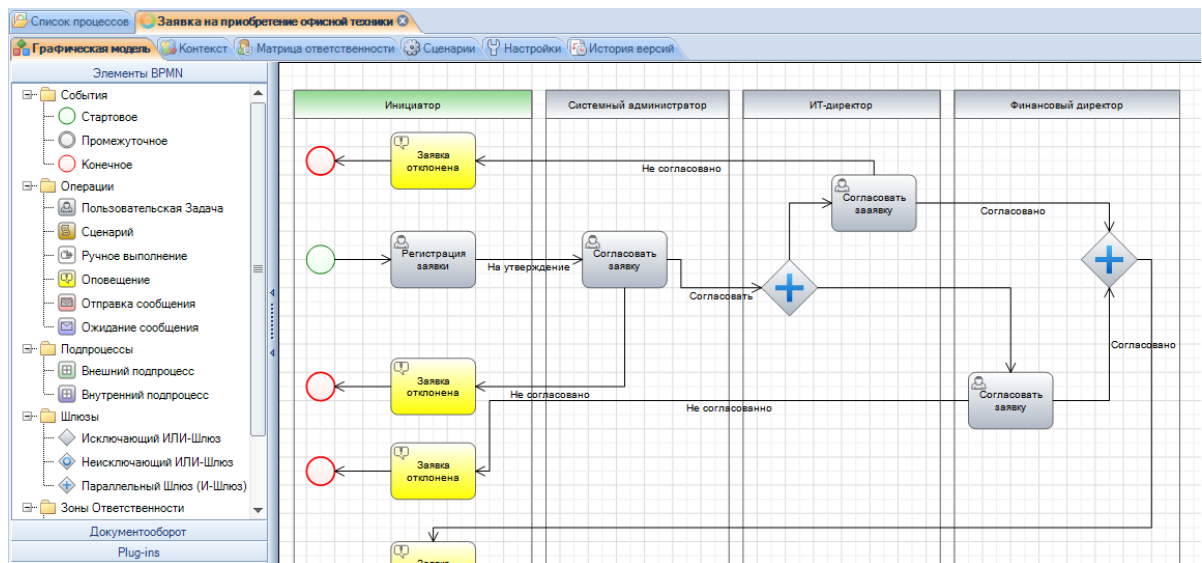 Список процессов
Заявка на приобретение офисной техники
Графическая модель
Контекст
Матрица ответственности
Сценарии
Настройки
История версий
Элементы BPMN
События
Стартовое
Промежуточное
Конечное
Операции
Пользовательская Задача
Сценарий
Ручное выполнение
Оповещение
Отправка сообщения
Ожидание сообщения
Подпроцессы
Внешний подпроцесс
Внутренний подпроцесс
Шлюзы
Исключающий ИЛИ-Шлюз
Неисключающий ИЛИ-Шлюз
Параллельный Шлюз (И-Шлюз)
Зоны Ответственности
Документооборот
Plug-ins
Инициатор
Системный администратор
ИТ-директор
Финансовый директор
Заявка
отклонена
Не согласовано
Согласовать
зааявку
Согласовано
Регистрация
заявки
На утверждение
Согласовать
заявку
Согласовать
Согласовано
Заявка
отклонена
Не согласовано
Не согласованно
Согласовать
заявку
Заявка
отклонена
Заявка